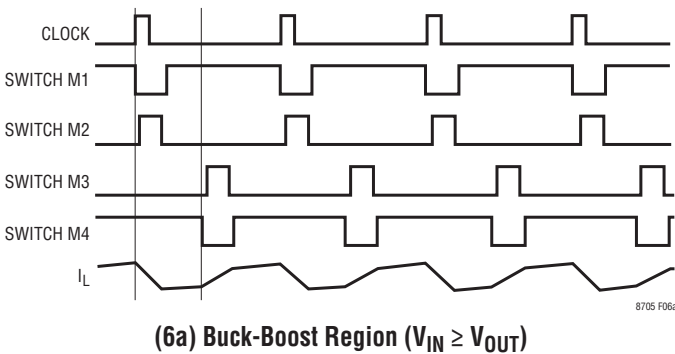 CLOCK
SWITCH M1
SWITCH M2
SWITCH M3
SWITCH M4
IL
8705 F06a
(6a) Buck-Boost Region (VIN ≥ VOUT)